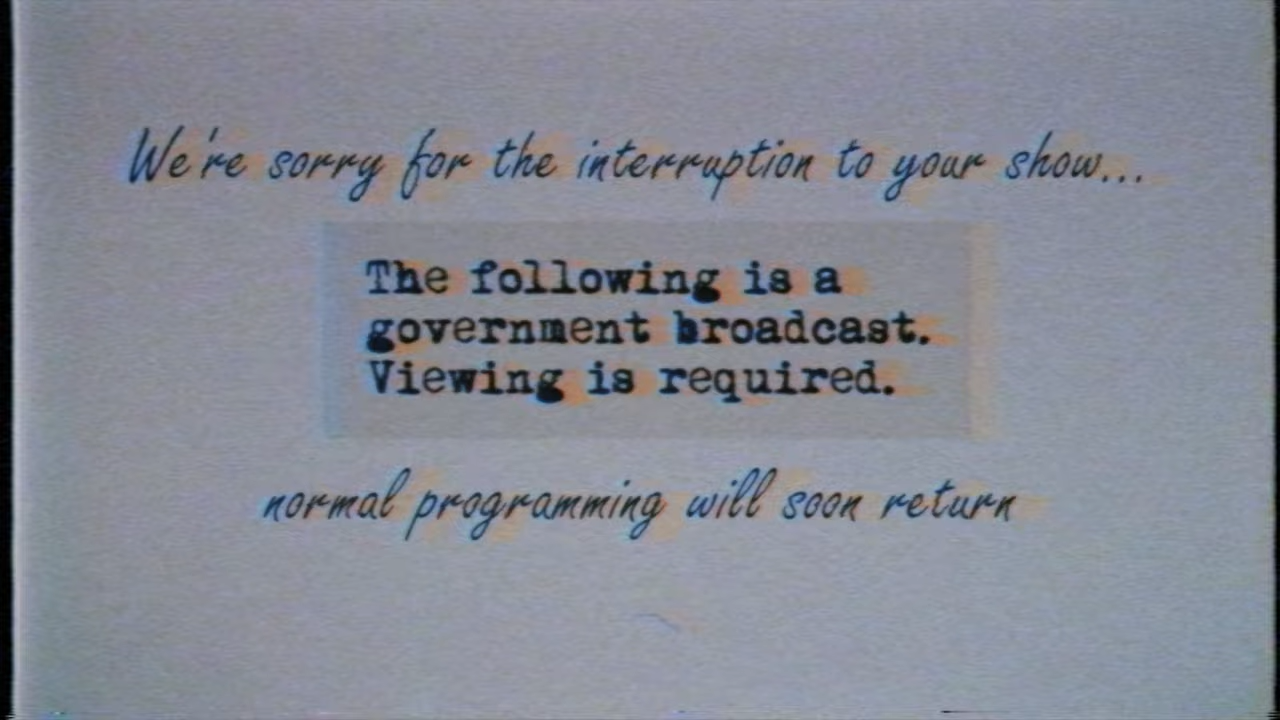 We're sorry for the interruption to your show...
The following is a
government broadcast.
Viewing is required.
normal programming will soon return